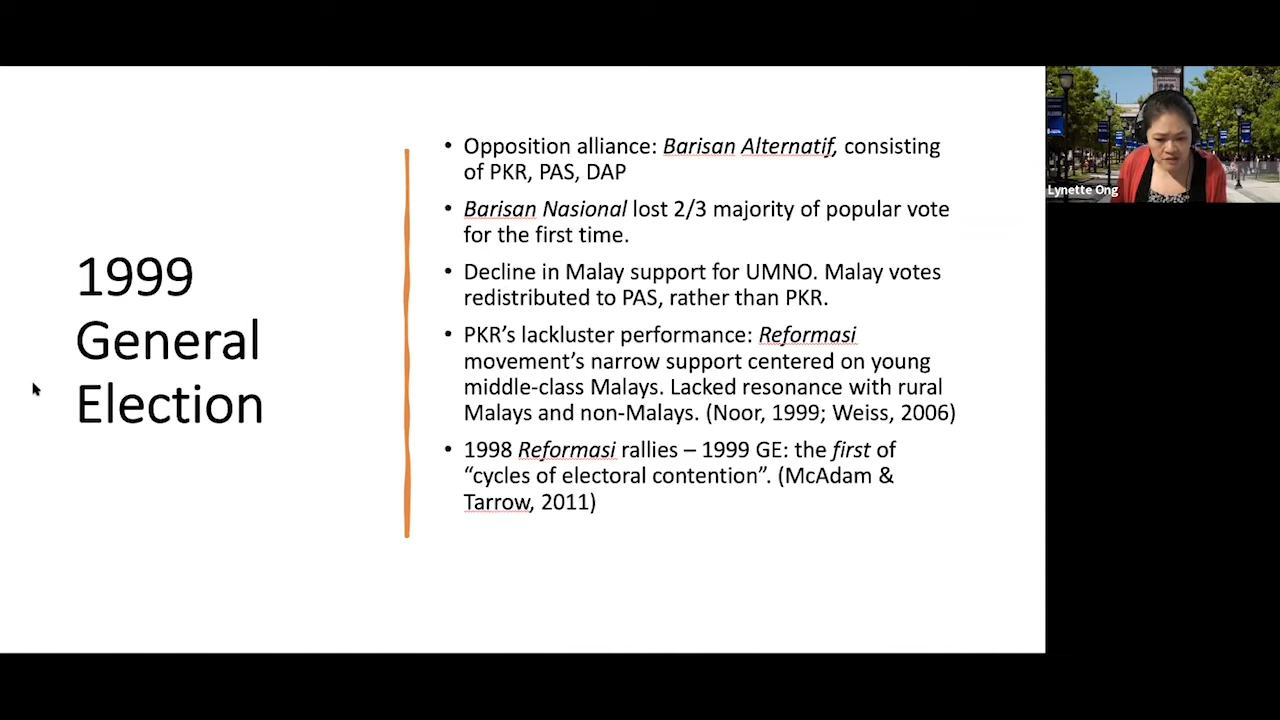 1999
General
Election
• Opposition alliance: Barisan Alternatif, consisting
of PKR, PAS, DAP
• Barisan Nasional lost 2/3 majority of popular vote
for the first time.
• Decline in Malay support for UMNO. Malay votes
redistributed to PAS, rather than PKR.
• PKR’s lackluster performance: Reformasi
movement’s narrow support centered on young
middle-class Malays. Lacked resonance with rural
Malays and non-Malays. (Noor, 1999; Weiss, 2006)
• 1998 Reformasi rallies – 1999 GE: the first of
“cycles of electoral contention”. (McAdam &
Tarrow, 2011)
Lynette Ong